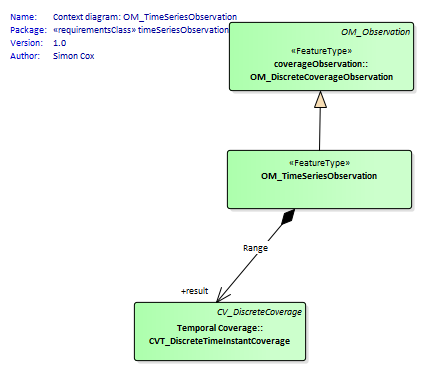 Name: Context diagram: OM_TimeSeriesObservation
Package: «requirementsClass» timeSeriesObservation
Version: 1.0
Author: Simon Cox
OM_Observation
«FeatureType»
coverageObservation::
OM_DiscreteCoverageObservation
«FeatureType»
OM_TimeSeriesObservation
Range
+result
CV_DiscreteCoverage
Temporal Coverage::
CVT_DiscreteTimeInstantCoverage